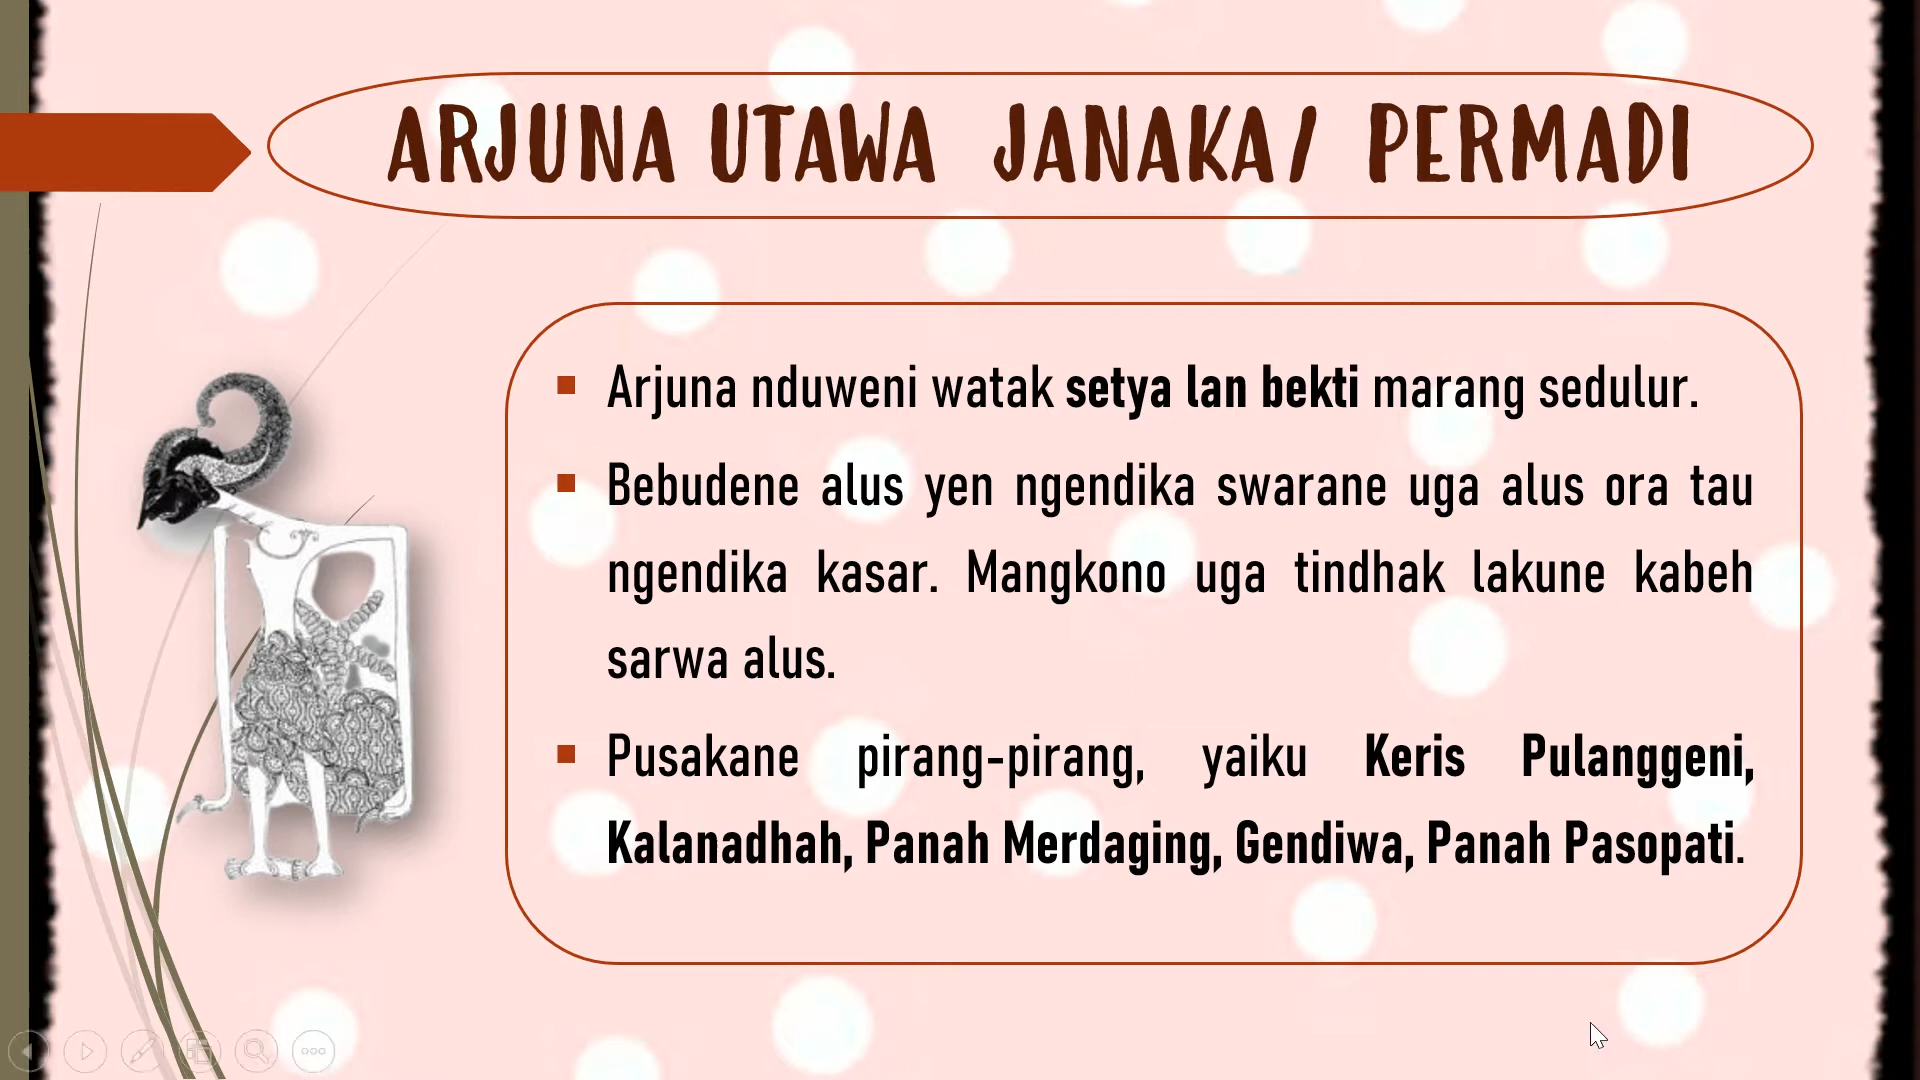 ARJUNA UTAWA JANAKA/ PERMADI
▪ Arjuna nduweni watak setya lan bekti marang sedulur.
▪ Bebudene alus yen ngendika swarane uga alus ora tau
ngendika kasar. Mangkono uga tindhak lakune kabeh
sarwa alus.
▪ Pusakane pirang-pirang, yaiku Keris Pulanggeni,
Kalanadhah, Panah Merdaging, Gendiwa, Panah Pasopati.